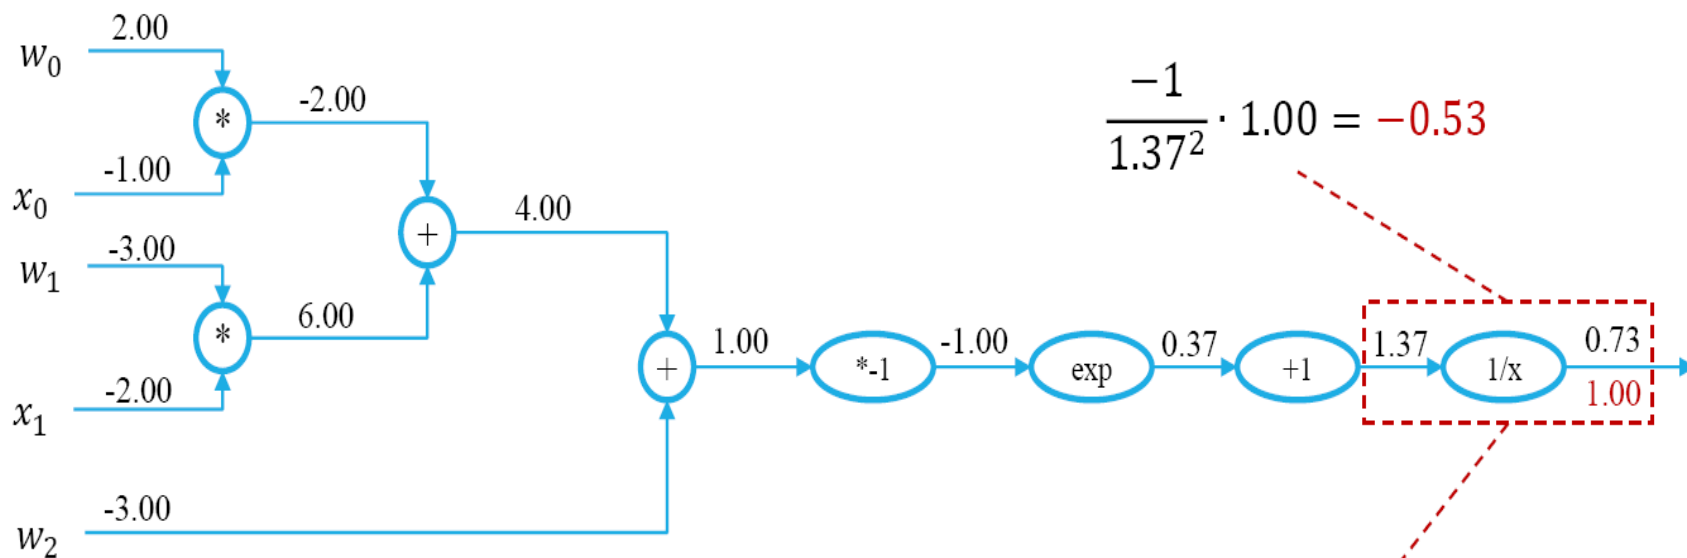 w₀ 2.00
* -2.00
x₀ -1.00
w₁ -3.00
* 6.00
x₁ -2.00
+ 4.00
w₂ -3.00
+ 1.00 *-1 -1.00 exp 0.37 +1 1.37 1/x 0.73
1.00
-1/1.37² · 1.00 = -0.53